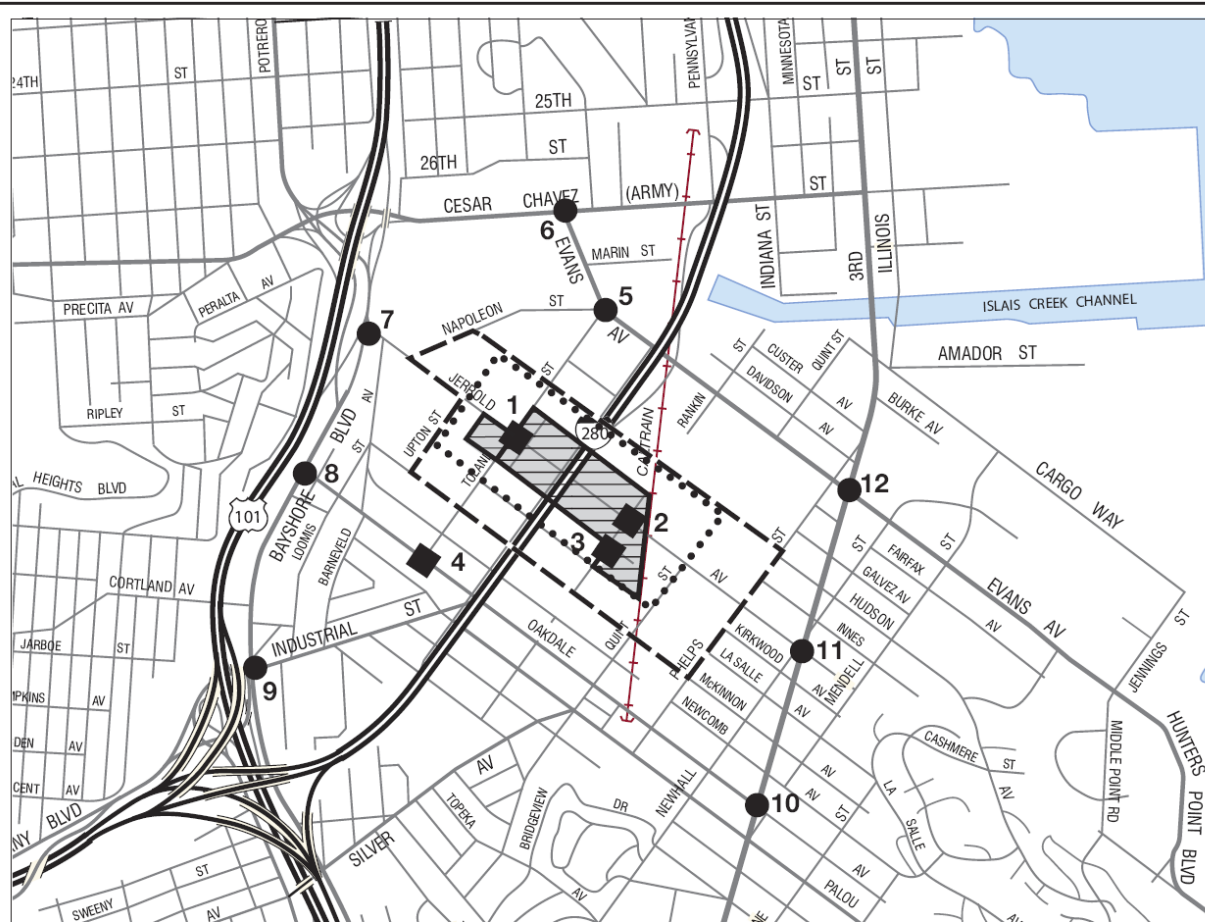 24TH
ST
POTRERO
PENNSYLVAN
MINNESOTA
ST
ST
ST
25TH
26TH
ST
CESAR
CHAVEZ
(ARMY)
ST
6
EVANS
MARIN ST
INDIANA ST
3RD
ILLINOIS
PRECITA AV
PERALTA
AV
7
NAPOLEON
ST
5
AV
ISLAIS CREEK CHANNEL
AMADOR ST
RIPLEY
ST
BLVD
AV
ST
JERROLD
UPTON ST
1
ST
TOLAND
280
CALTRAIN
RANKIN
ST
CUSTER
DAVIDSON
QUINT ST
AV
AV
BURKE AV
CARGO WAY
AL HEIGHTS BLVD
8
101
BAYSHORE
LOOMIS
BARNEVELD
4
2
3
12
ST
AV
ST
ST
FAIRFAX
ST
GALVEZ AV
HUDSON
INNES
EVANS
AV
AV
CORTLAND AV
JARBOE
ST
INDUSTRIAL
ST
9
OAKDALE
QUINT
PHELPS
KIRKWOOD
LA SALLE
McKINNON
NEWCOMB
AV
AV
11
MENDELL
JENNINGS
ST
MPKINS
AV
DEN
AV
CENT
AV
NY
BLVD
SILVER
AV
TOPEKA
BRIDGEVIEW
DR
AV
NEWHALL
10
AV
AV
ST
LA
SALLE
CASHMERE
ST
AV
MIDDLE POINT RD
HUNTERS
POINT
BLVD
AV
PALOU
SWEENY
ST
AV
NE